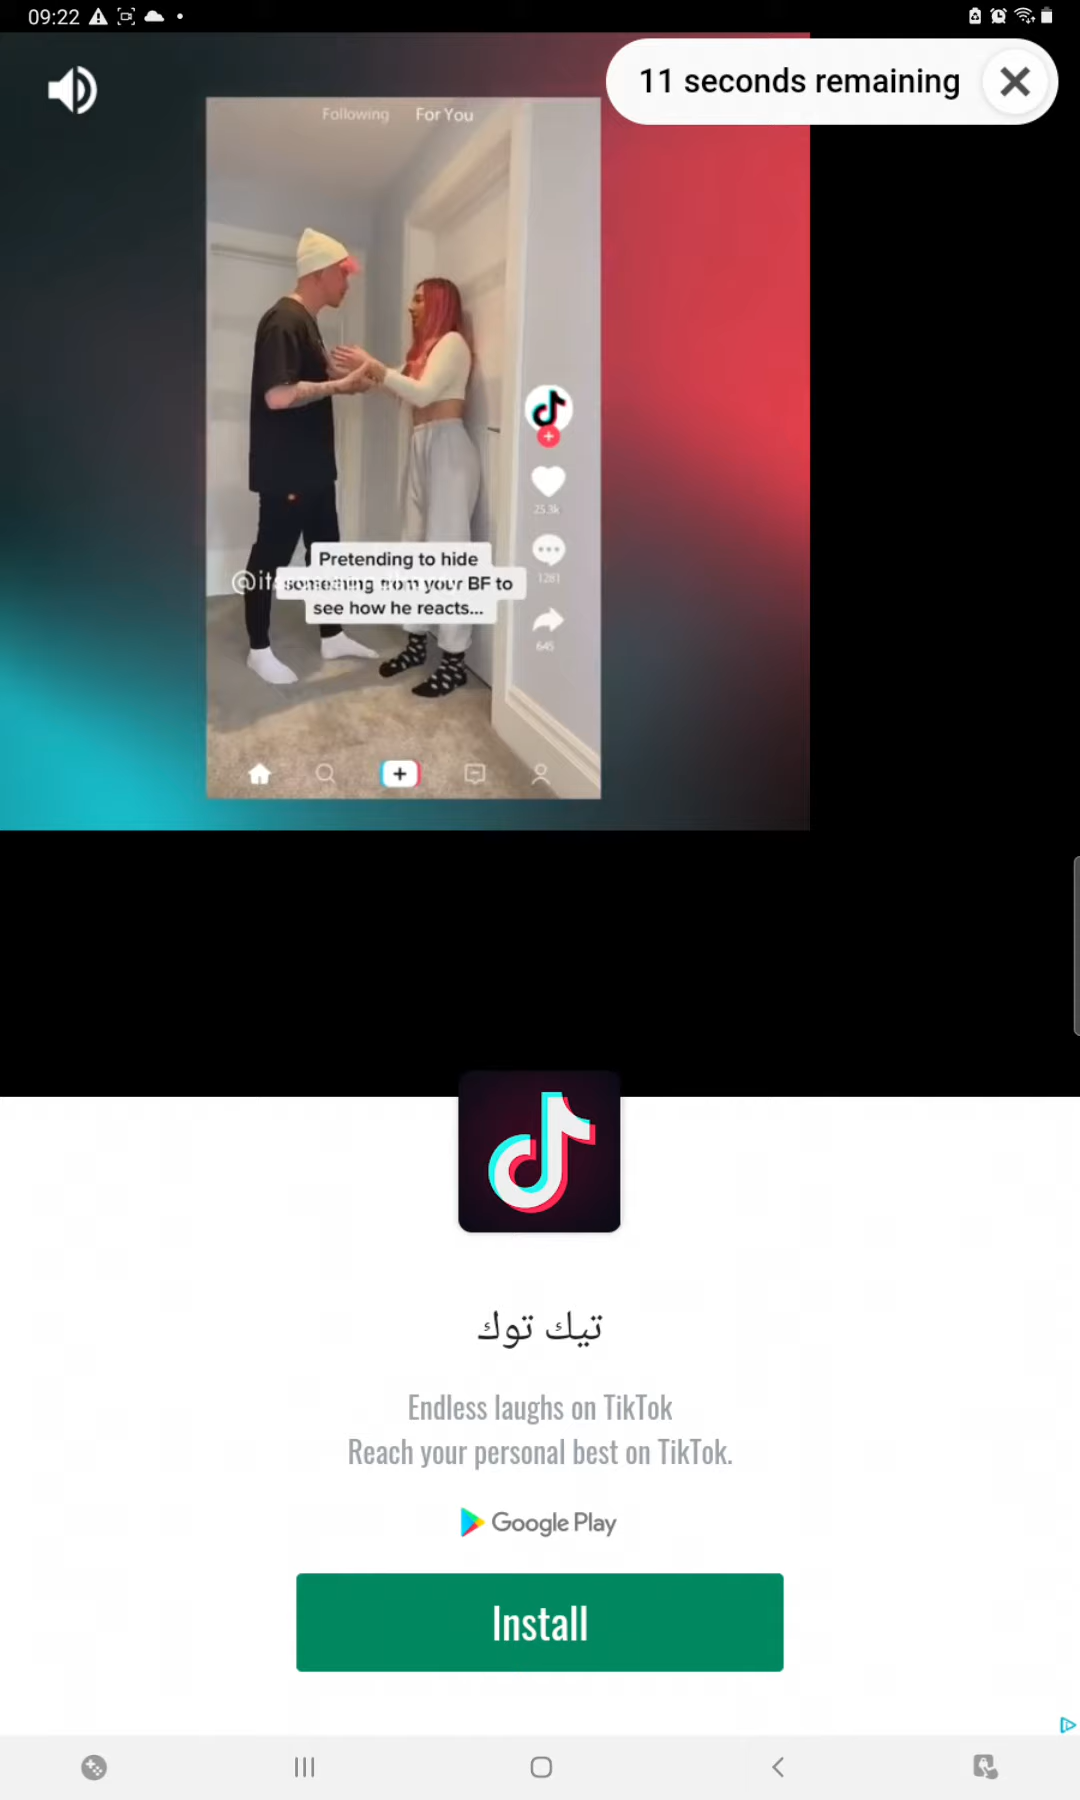 09:22
11 seconds remaining
Following For You
25.3k
1281
645
Pretending to hide
something from your BF to
see how he reacts...
تيك توك
Endless laughs on TikTok
Reach your personal best on TikTok.
Google Play
Install